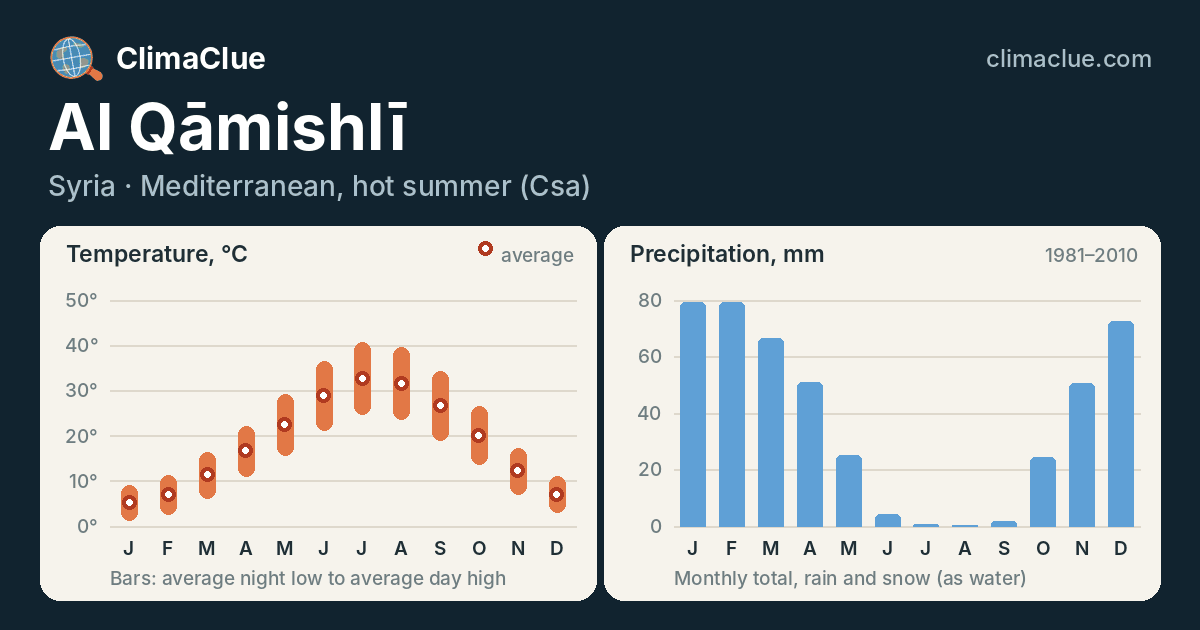 ClimaClue
climaclue.com
Al Qāmishlī
Syria · Mediterranean, hot summer (Csa)
Temperature, °C
average
50°
40°
30°
20°
10°
0°
J F M A M J J A S O N D
Bars: average night low to average day high
Precipitation, mm
1981–2010
80
60
40
20
0
J F M A M J J A S O N D
Monthly total, rain and snow (as water)